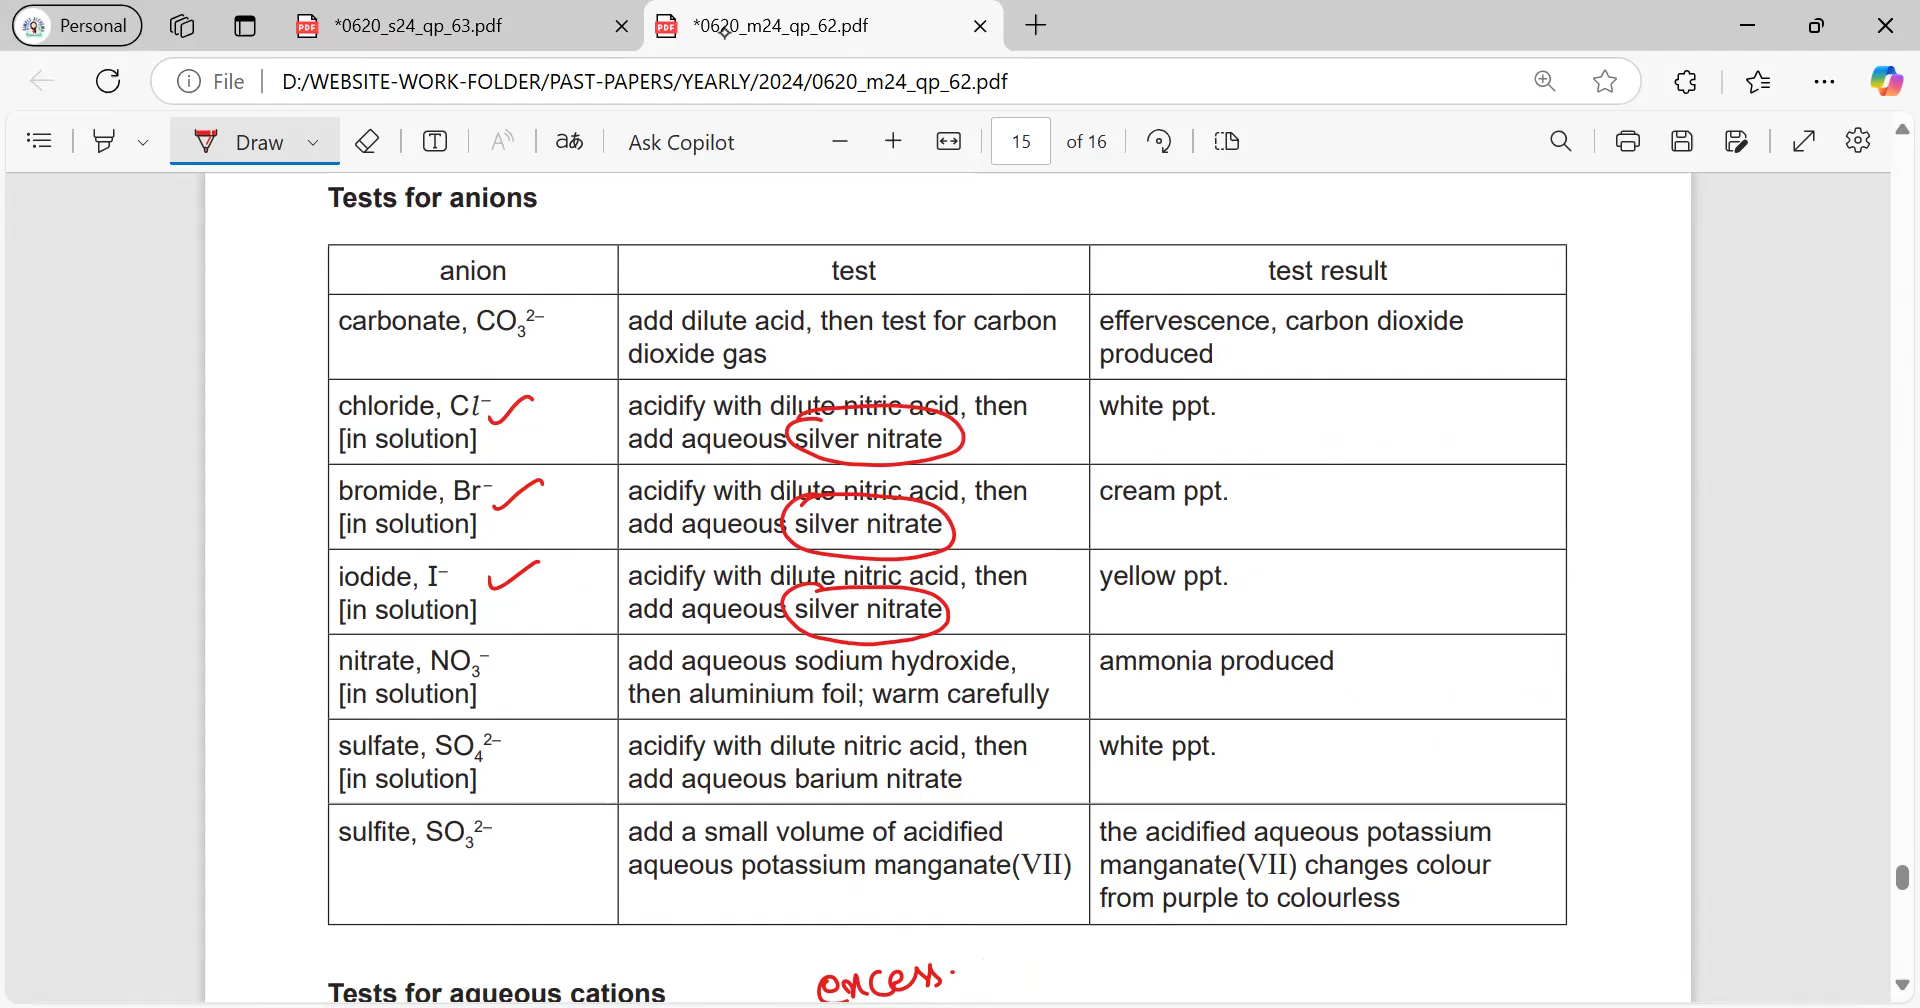 Personal
*0620_s24_qp_63.pdf
*0620_m24_qp_62.pdf
File
D:/WEBSITE-WORK-FOLDER/PAST-PAPERS/YEARLY/2024/0620_m24_qp_62.pdf
Draw
Ask Copilot
15
of 16
Tests for anions
anion test test result
carbonate, CO₃²⁻ add dilute acid, then test for carbon effervescence, carbon dioxide
dioxide gas produced
chloride, Cl⁻ acidify with dilute nitric acid, then white ppt.
[in solution] add aqueous silver nitrate
bromide, Br⁻ acidify with dilute nitric acid, then cream ppt.
[in solution] add aqueous silver nitrate
iodide, I⁻ acidify with dilute nitric acid, then yellow ppt.
[in solution] add aqueous silver nitrate
nitrate, NO₃⁻ add aqueous sodium hydroxide, ammonia produced
[in solution] then aluminium foil; warm carefully
sulfate, SO₄²⁻ acidify with dilute nitric acid, then white ppt.
[in solution] add aqueous barium nitrate
sulfite, SO₃²⁻ add a small volume of acidified the acidified aqueous potassium
aqueous potassium manganate(VII) manganate(VII) changes colour
from purple to colourless
excess.
Tests for aqueous cations